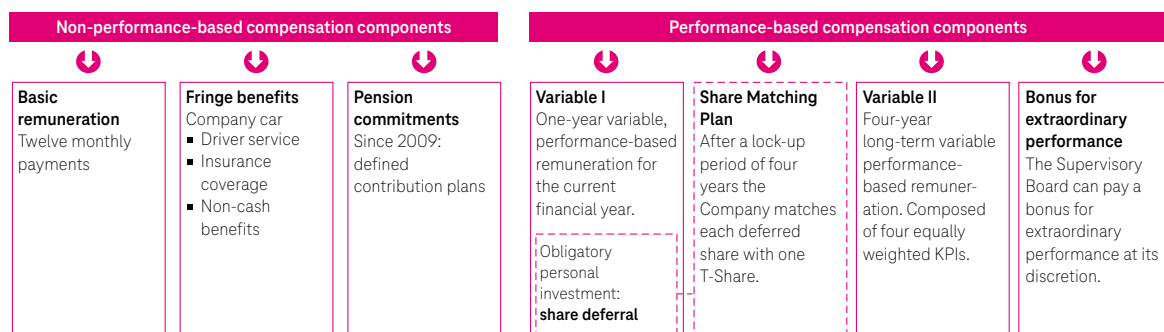 Non-performance-based compensation components
Performance-based compensation components
Basic
remuneration
Twelve monthly
payments
Fringe benefits
Company car
▪ Driver service
▪ Insurance
coverage
▪ Non-cash
benefits
Pension
commitments
Since 2009:
defined
contribution plans
Variable I
One-year variable,
performance-based
remuneration for
the current
financial year.
Obligatory
personal
investment:
share deferral
Share Matching
Plan
After a lock-up
period of four
years the
Company matches
each deferred
share with one
T-Share.
Variable II
Four-year
long-term variable
performance-
based remuner-
ation. Composed
of four equally
weighted KPIs.
Bonus for
extraordinary
performance
The Supervisory
Board can pay a
bonus for
extraordinary
performance at its
discretion.